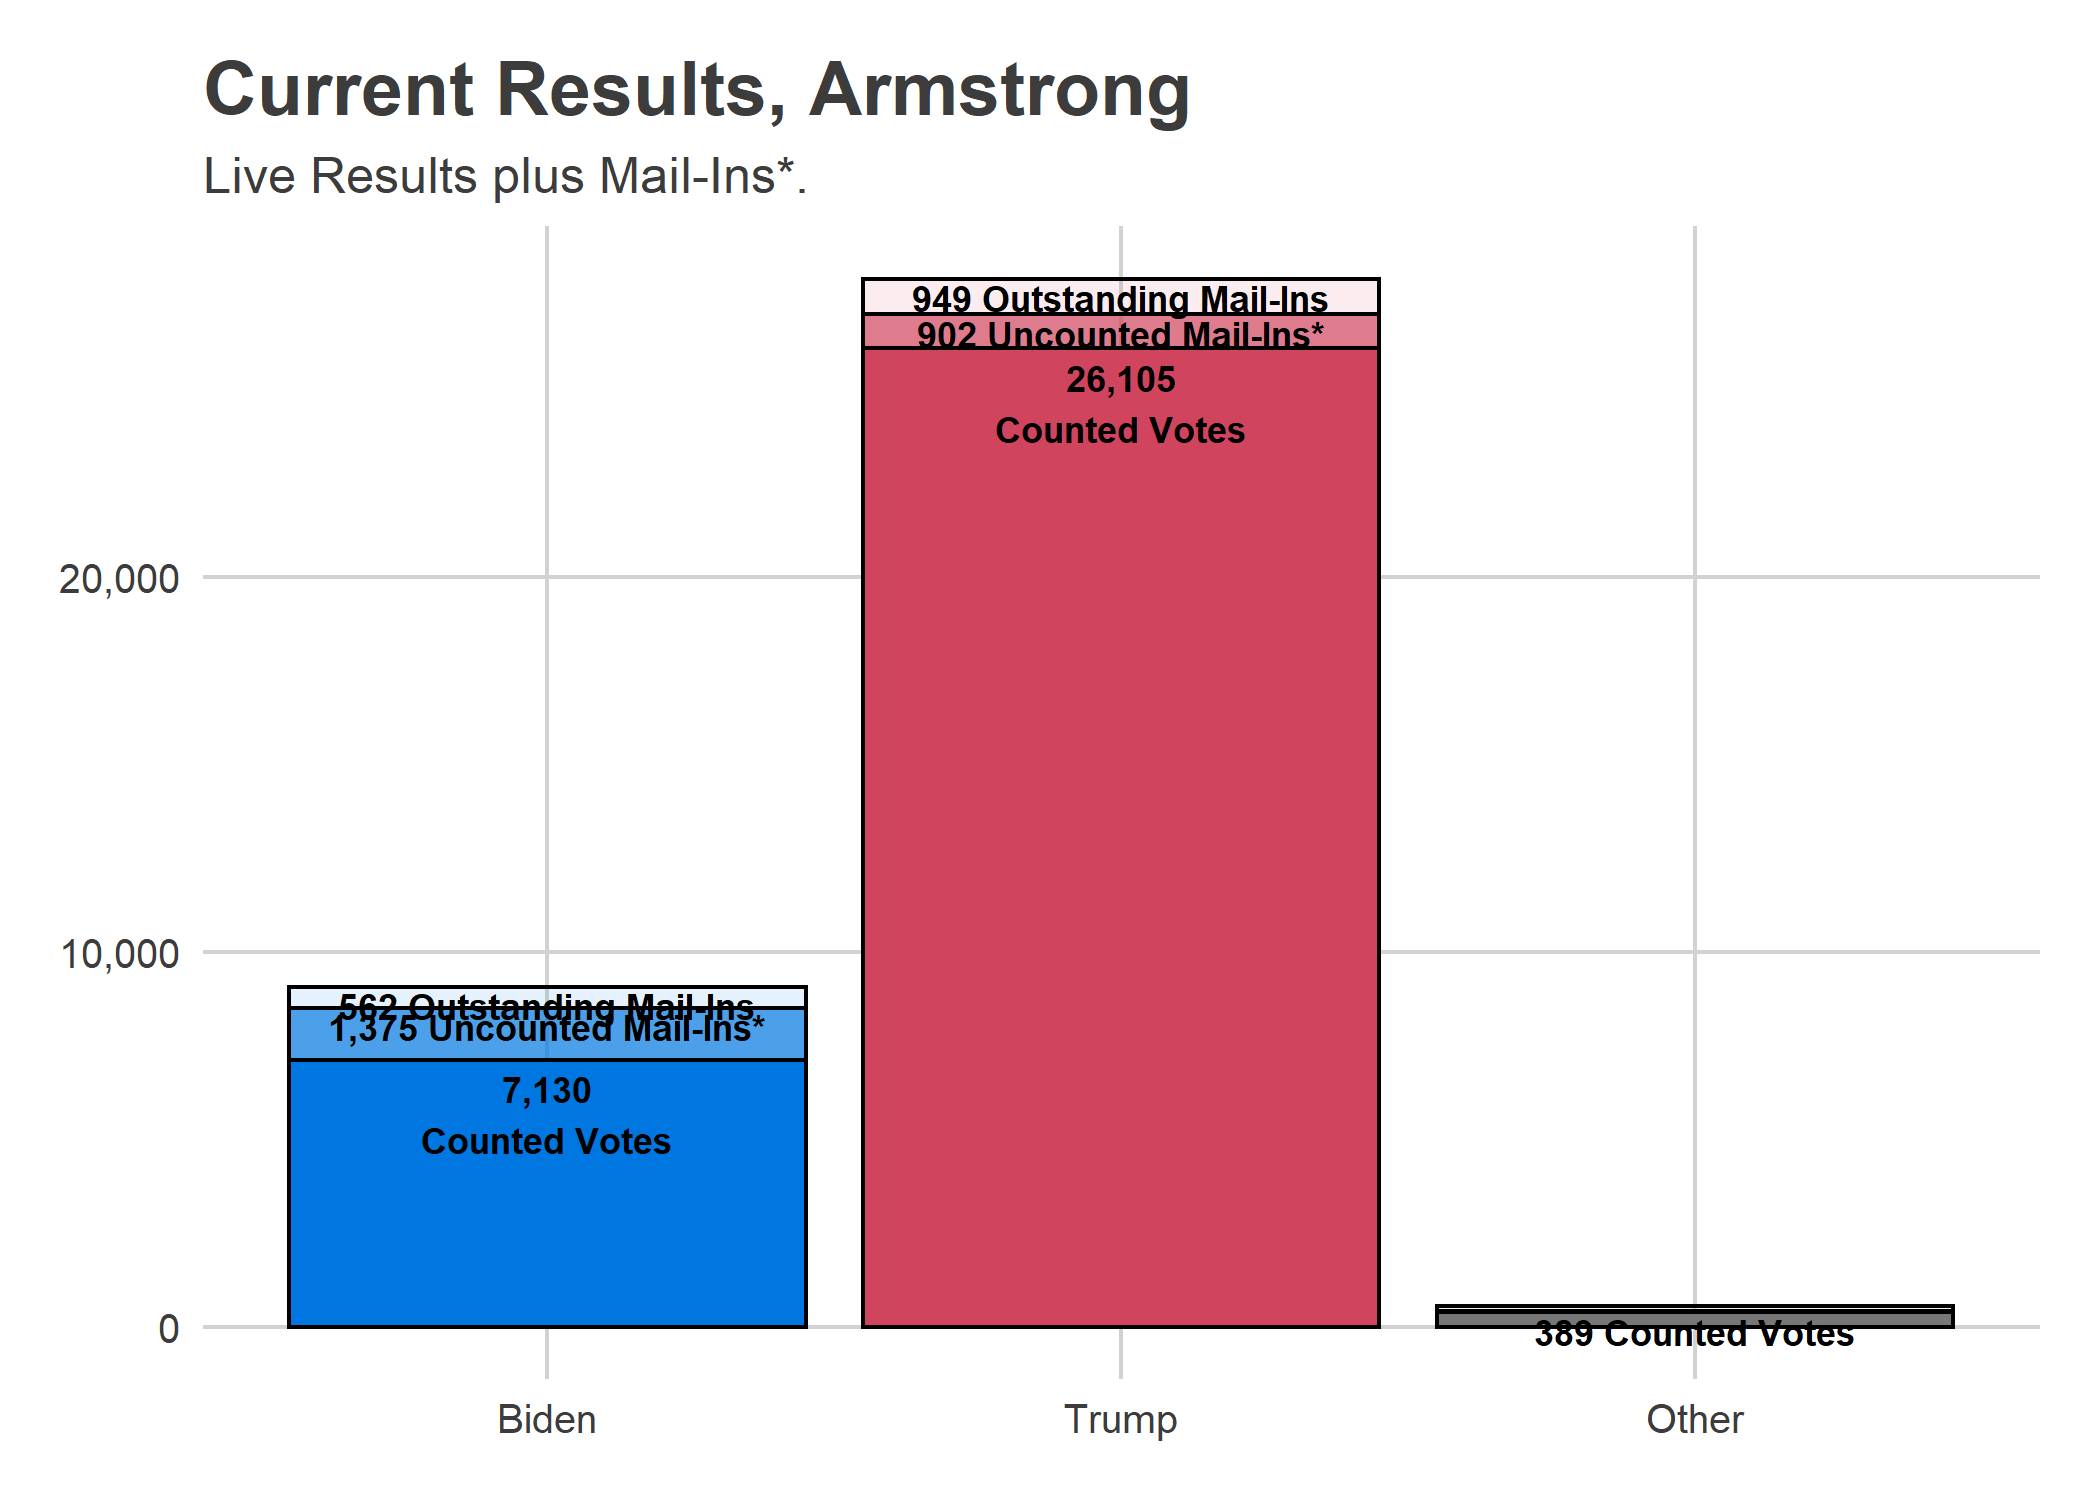 Current Results, Armstrong
Live Results plus Mail-Ins*.
949 Outstanding Mail-Ins
902 Uncounted Mail-Ins*
26,105
Counted Votes
20,000
10,000
562 Outstanding Mail-Ins
1,375 Uncounted Mail-Ins*
7,130
Counted Votes
0
389 Counted Votes
Biden
Trump
Other